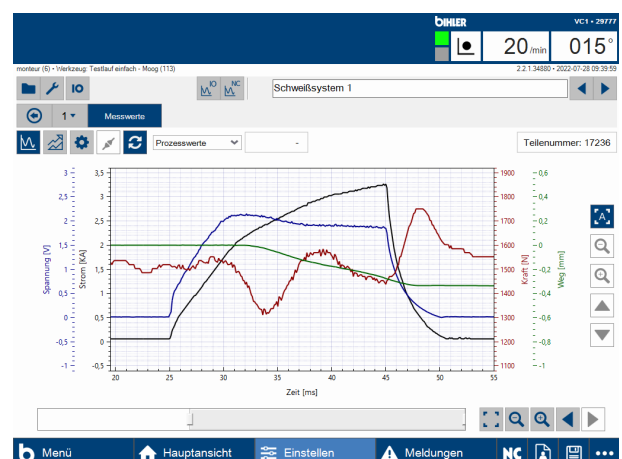 BIHLER
VC1 • 29777
20 /min
015°
monteur (6) • Werkzeug: Testlauf einfach - Moog (113)
2.2.1.34880 • 2022-07-28 09:39:59
IO
IO
NC
Schweißsystem 1
1
Messwerte
Prozesswerte
-
Teilenummer: 17236
3
2,5
2
1,5
1
0,5
0
-0,5
-1
Spannung [V]
3,5
3
2,5
2
1,5
1
0,5
0
-0,5
Strom [KA]
1900
1800
1700
1600
1500
1400
1300
1200
1100
Kraft [N]
0,6
0,4
0,2
0
-0,2
-0,4
-0,6
-0,8
-1
Weg [mm]
A
20 25 30 35 40 45 50 55
Zeit [ms]
b Menü
Hauptansicht
Einstellen
Meldungen
NC